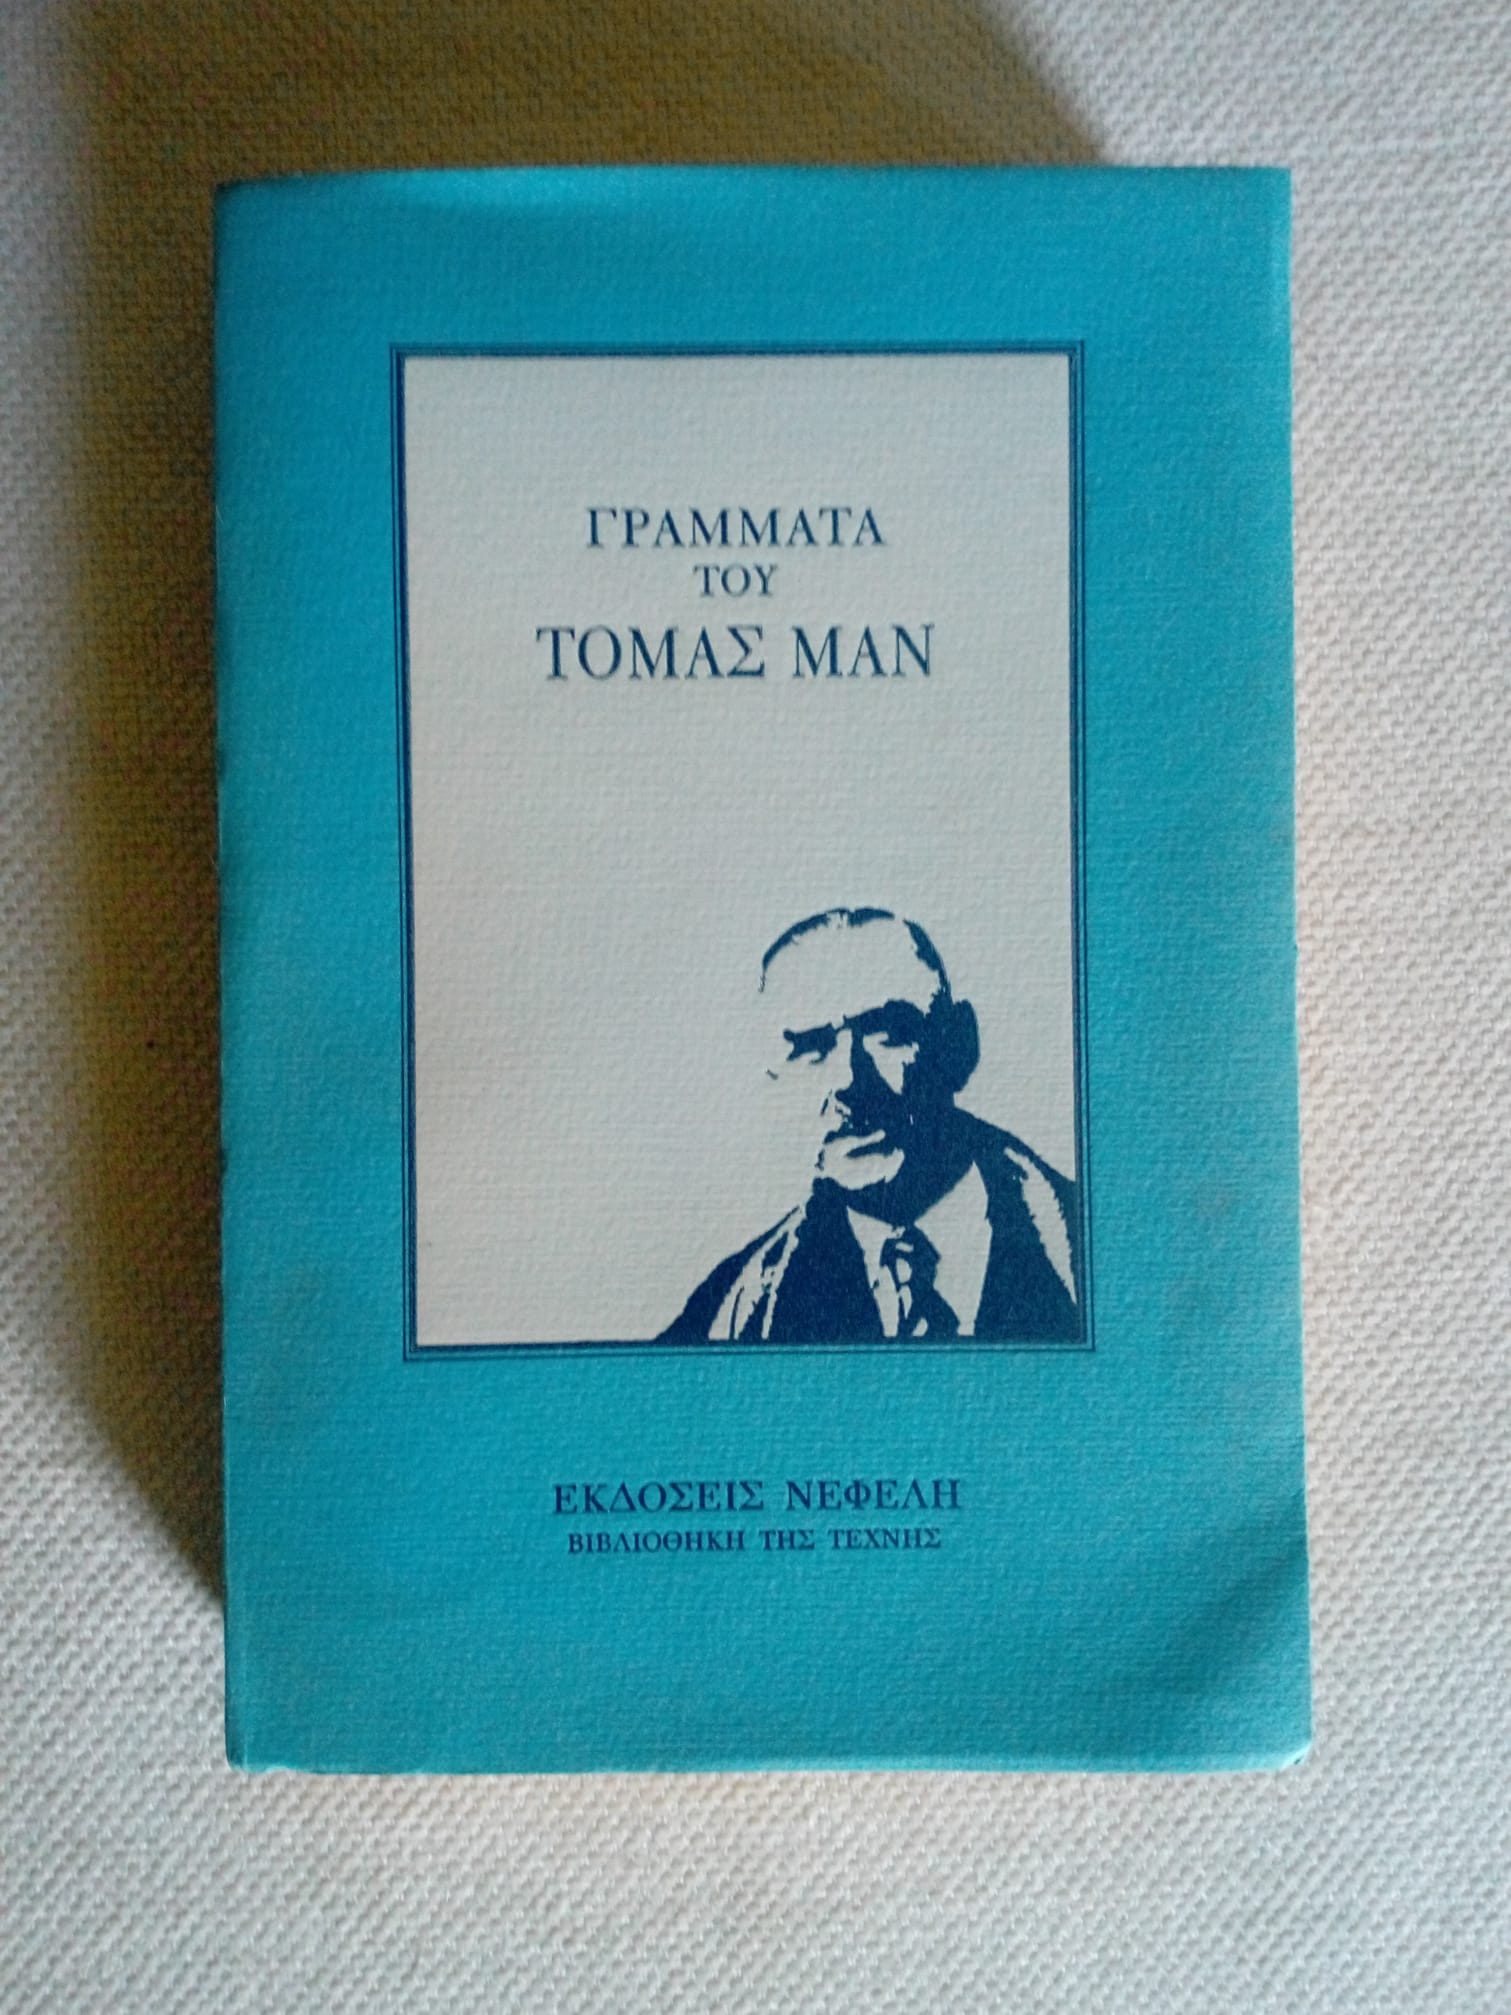 ΓΡΑΜΜΑΤΑ
ΤΟΥ
ΤΟΜΑΣ ΜΑΝ
ΕΚΔΟΣΕΙΣ ΝΕΦΕΛΗ
ΒΙΒΛΙΟΘΗΚΗ ΤΗΣ ΤΕΧΝΗΣ